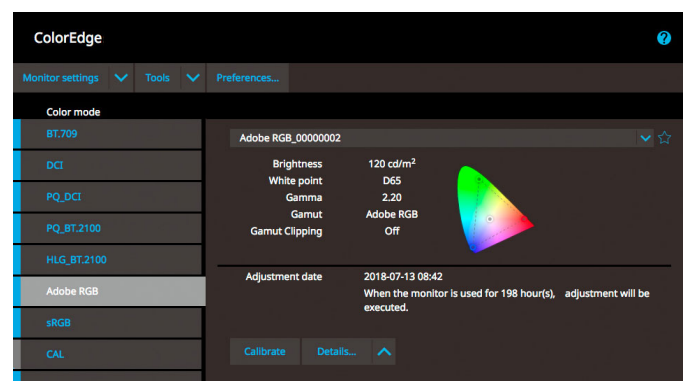 ColorEdge
Monitor settings Tools Preferences...
Color mode
BT.709
DCI
PQ_DCI
PQ_BT.2100
HLG_BT.2100
Adobe RGB
sRGB
CAL
Adobe RGB_00000002
Brightness 120 cd/m²
White point D65
Gamma 2.20
Gamut Adobe RGB
Gamut Clipping Off
Adjustment date 2018-07-13 08:42
When the monitor is used for 198 hour(s), adjustment will be
executed.
Calibrate Details...